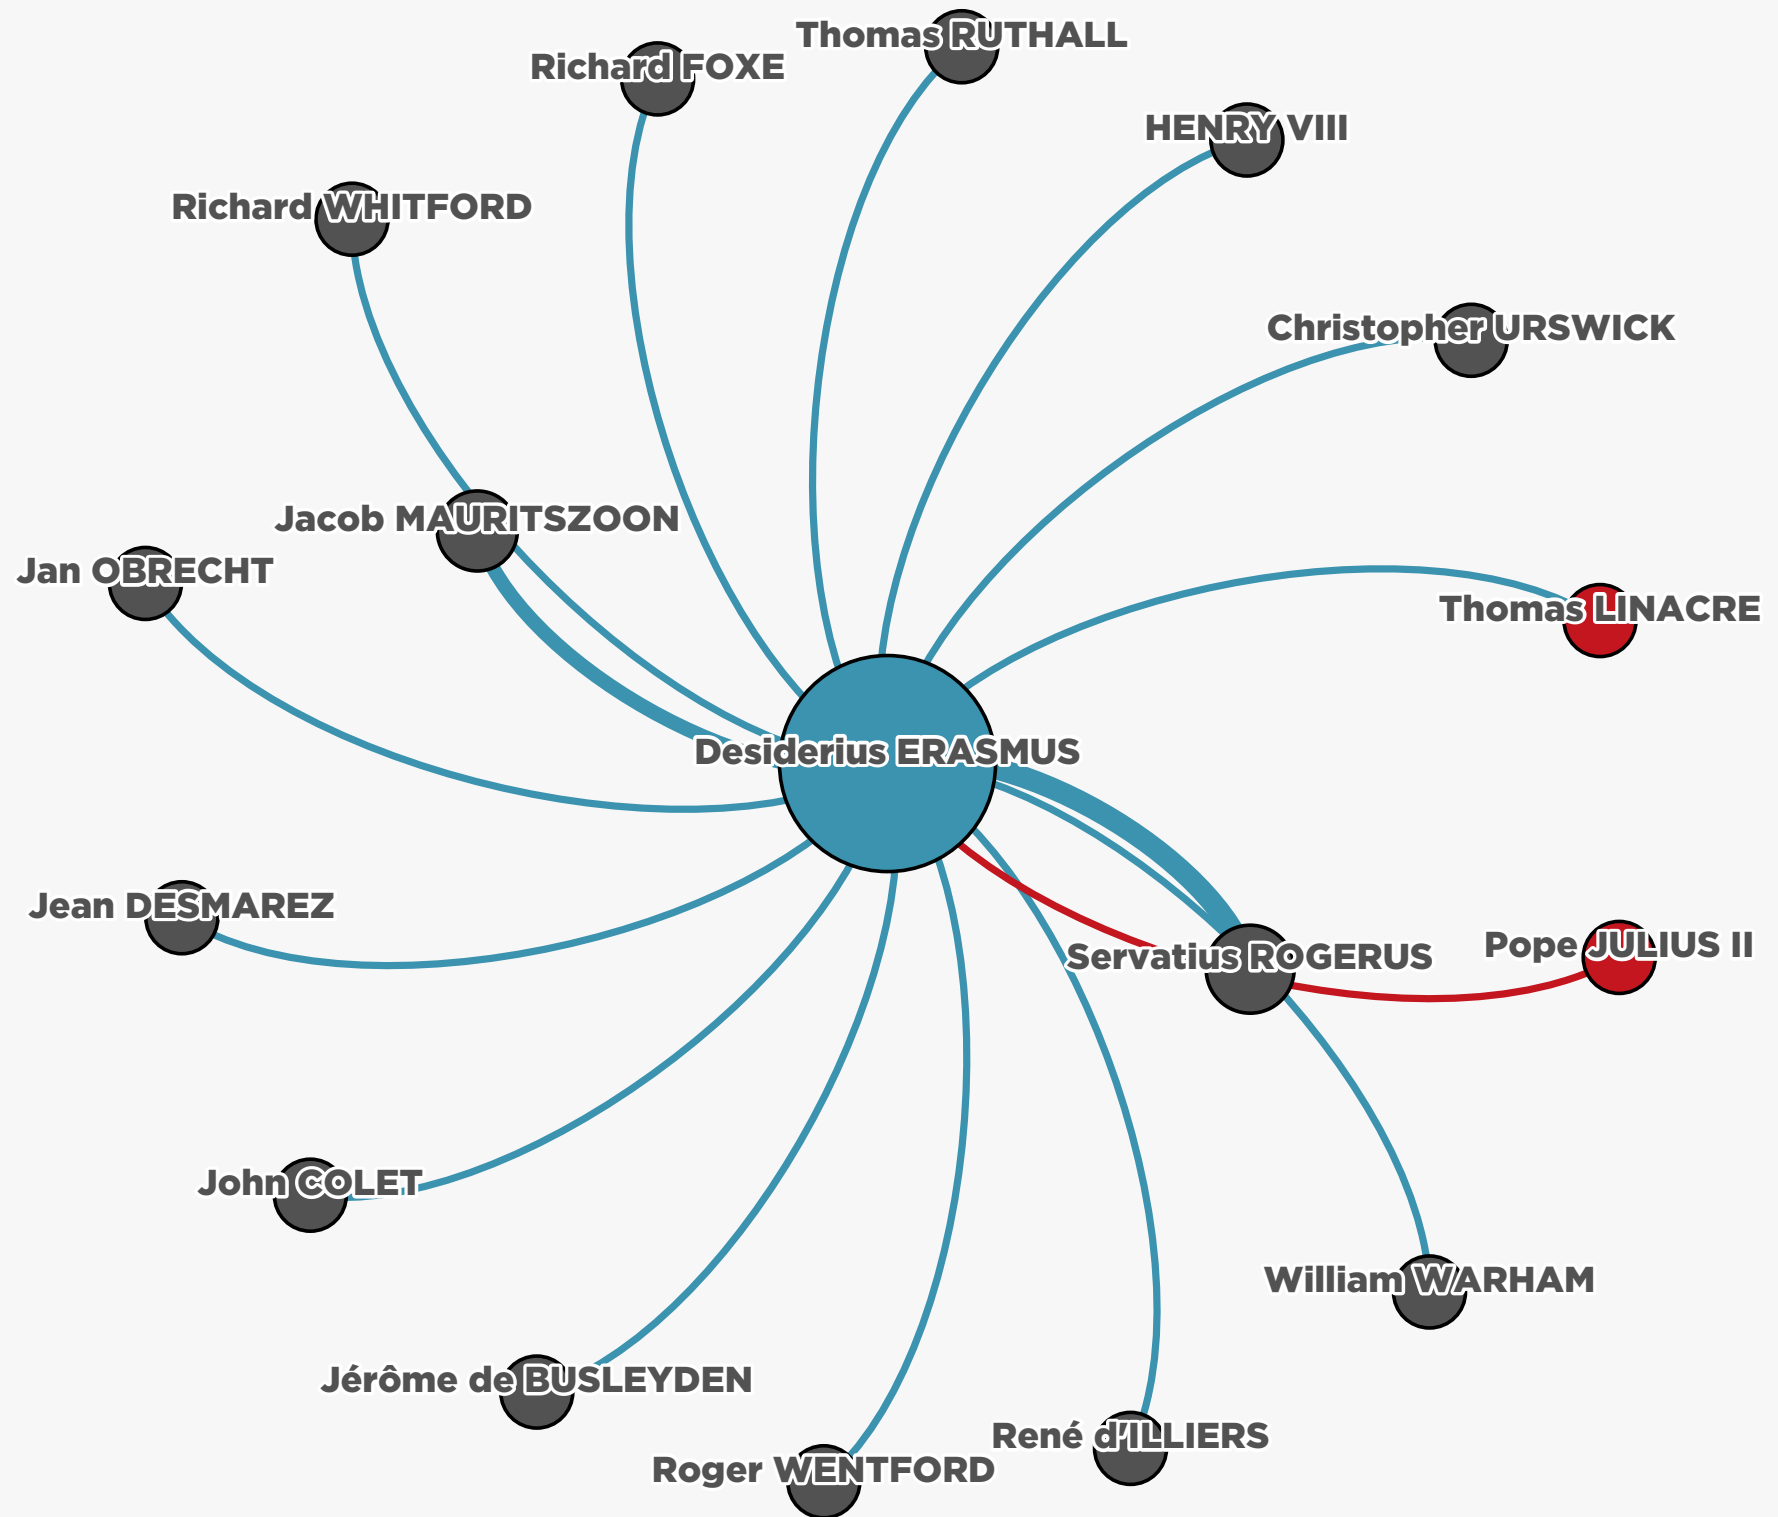 Thomas RUTHALL
Richard FOXE
HENRY VIII
Richard WHITFORD
Christopher URSWICK
Jacob MAURITSZOON
Jan OBRECHT
Thomas LINACRE
Desiderius ERASMUS
Jean DESMAREZ
Servatius ROGERUS
Pope JULIUS II
John COLET
William WARHAM
Jérôme de BUSLEYDEN
René d'ILLIERS
Roger WENTFORD